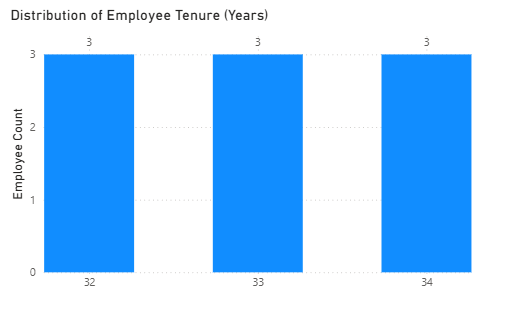 Distribution of Employee Tenure (Years)
3 3 3
3
2
1
0
Employee Count
32 33 34